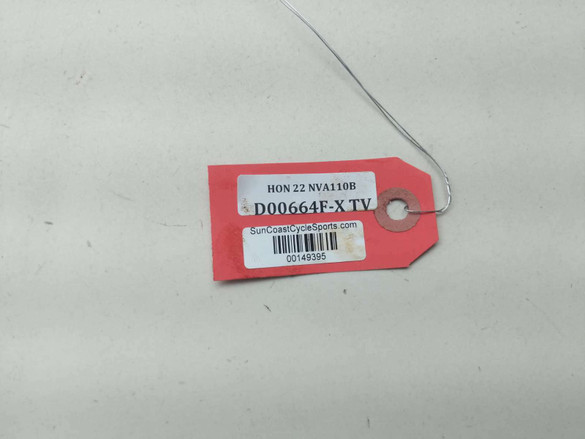 HON 22 NVA110B
D00664F-X TV
SunCoastCycleSports.com
00149395